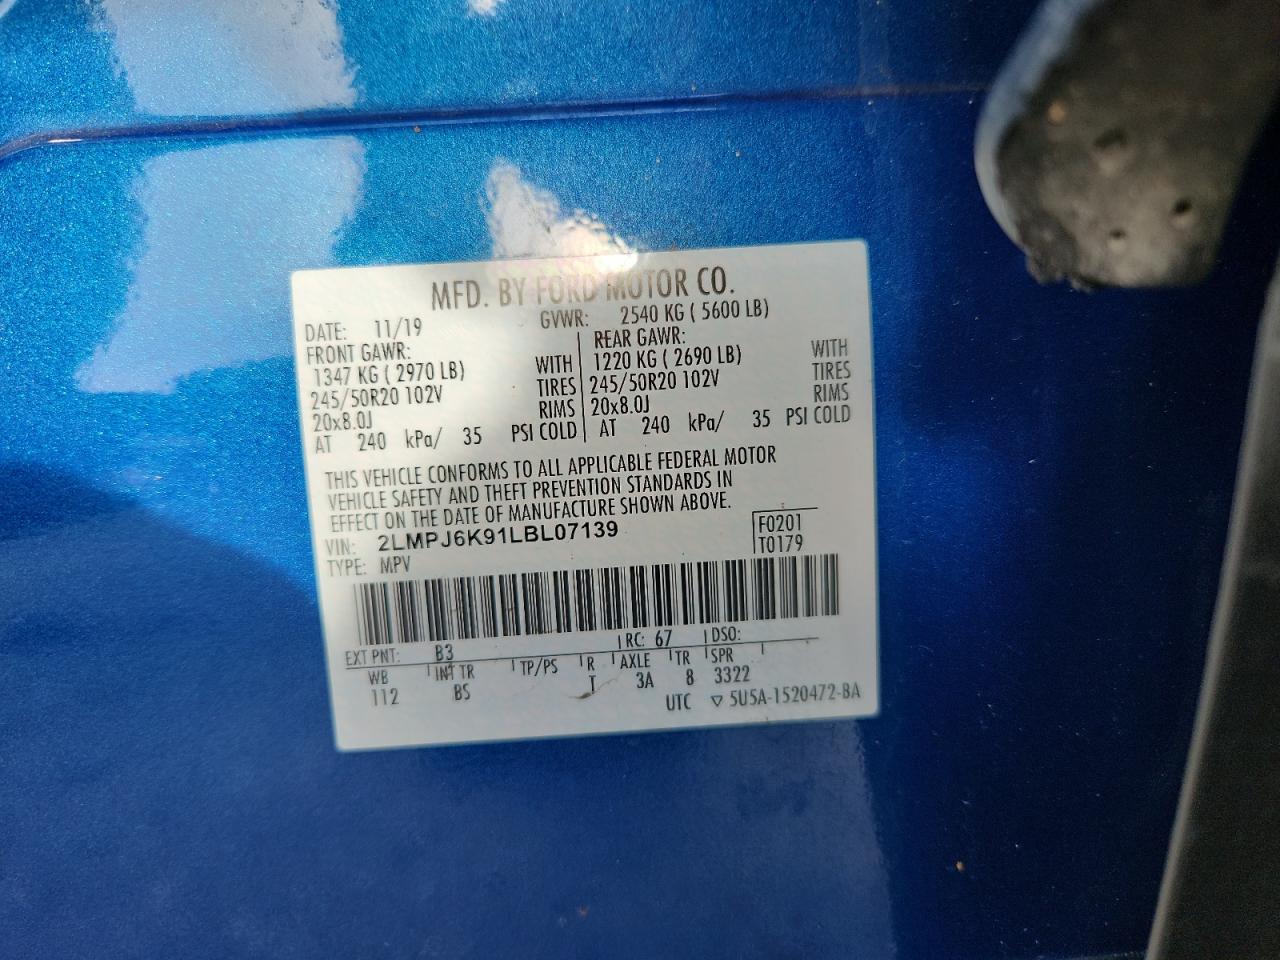 MFD. BY FORD MOTOR CO.
DATE: 11/19 GVWR: 2540 KG ( 5600 LB)
FRONT GAWR: REAR GAWR:
1347 KG ( 2970 LB) WITH 1220 KG ( 2690 LB) WITH
245/50R20 102V TIRES 245/50R20 102V TIRES
20x8.0J RIMS 20x8.0J RIMS
AT 240 kPa/ 35 PSI COLD AT 240 kPa/ 35 PSI COLD
THIS VEHICLE CONFORMS TO ALL APPLICABLE FEDERAL MOTOR
VEHICLE SAFETY AND THEFT PREVENTION STANDARDS IN
EFFECT ON THE DATE OF MANUFACTURE SHOWN ABOVE.
VIN: 2LMPJ6K91LBL07139 F0201
TYPE: MPV T0179
EXT PNT: B3 RC: 67 DSO:
WB INT TR TP/PS R AXLE TR SPR
112 BS T 3A 8 3322
UTC ▽ 5U5A-1520472-BA